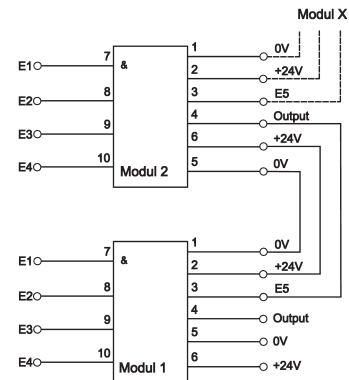 Modul X
1 0V
E1 7 & 2 +24V
E2 8 3 E5
E3 9 4 Output
6 +24V
E4 10 Modul 2 5 0V
1 0V
E1 7 & 2 +24V
E2 8 3 E5
E3 9 4 Output
5 0V
E4 10 Modul 1 6 +24V